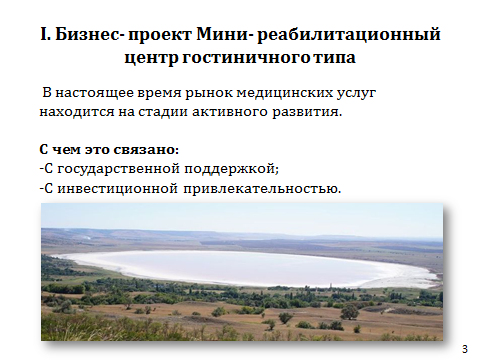 I. Бизнес- проект Мини- реабилитационный
центр гостиничного типа
В настоящее время рынок медицинских услуг
находится на стадии активного развития.
С чем это связано:
-С государственной поддержкой;
-С инвестиционной привлекательностью.
3